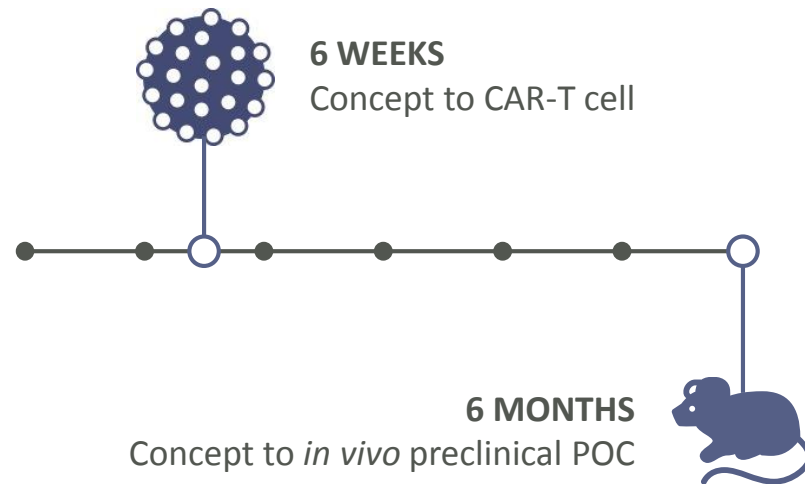 6 WEEKS
Concept to CAR-T cell
6 MONTHS
Concept to in vivo preclinical POC